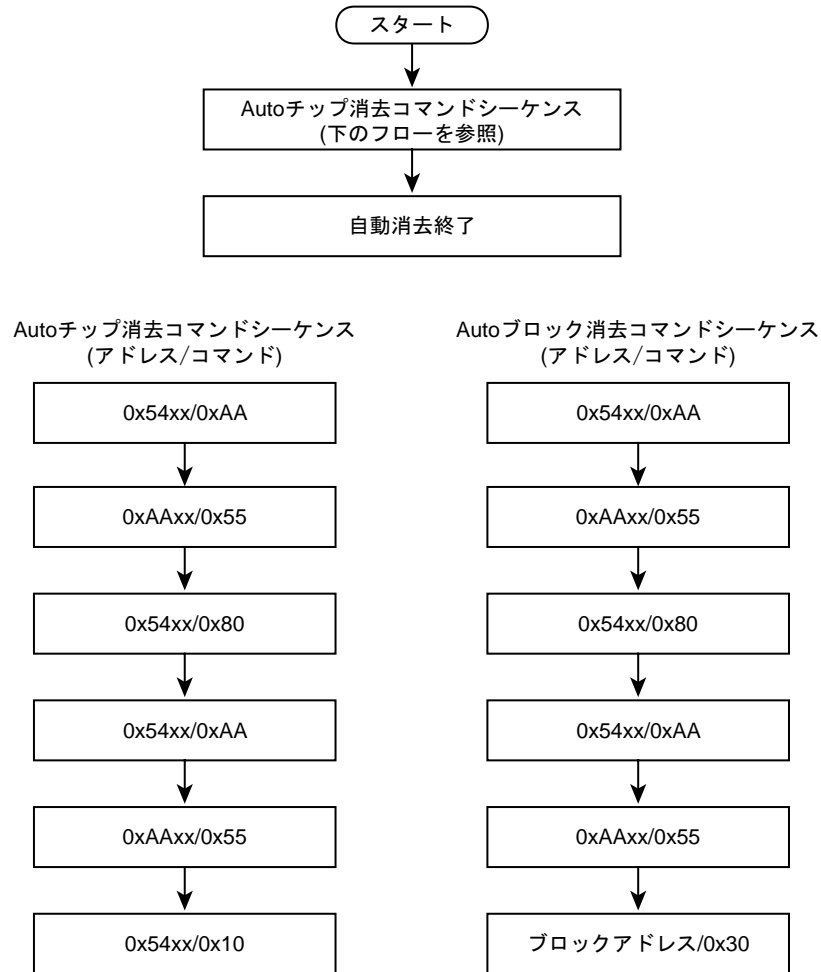 スタート
Autoチップ消去コマンドシーケンス
(下のフローを参照)
自動消去終了
Autoチップ消去コマンドシーケンス
(アドレス/コマンド)
0x54xx/0xAA
0xAAxx/0x55
0x54xx/0x80
0x54xx/0xAA
0xAAxx/0x55
0x54xx/0x10
Autoブロック消去コマンドシーケンス
(アドレス/コマンド)
0x54xx/0xAA
0xAAxx/0x55
0x54xx/0x80
0x54xx/0xAA
0xAAxx/0x55
ブロックアドレス/0x30